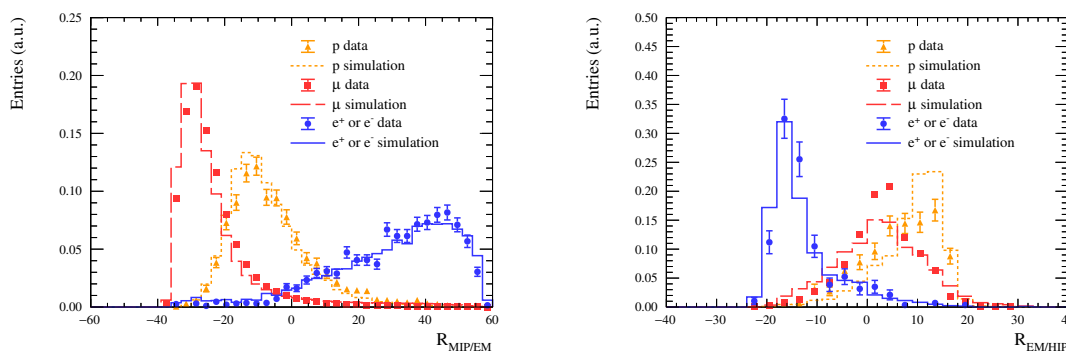 Entries (a.u.)
0.25
0.20
0.15
0.10
0.05
0.00
−60 −40 −20 0 20 40 60
R_MIP/EM
p data
p simulation
μ data
μ simulation
e⁺ or e⁻ data
e⁺ or e⁻ simulation
Entries (a.u.)
0.50
0.45
0.40
0.35
0.30
0.25
0.20
0.15
0.10
0.05
0.00
−40 −30 −20 −10 0 10 20 30 40
R_EM/HIP
p data
p simulation
μ data
μ simulation
e⁺ or e⁻ data
e⁺ or e⁻ simulation